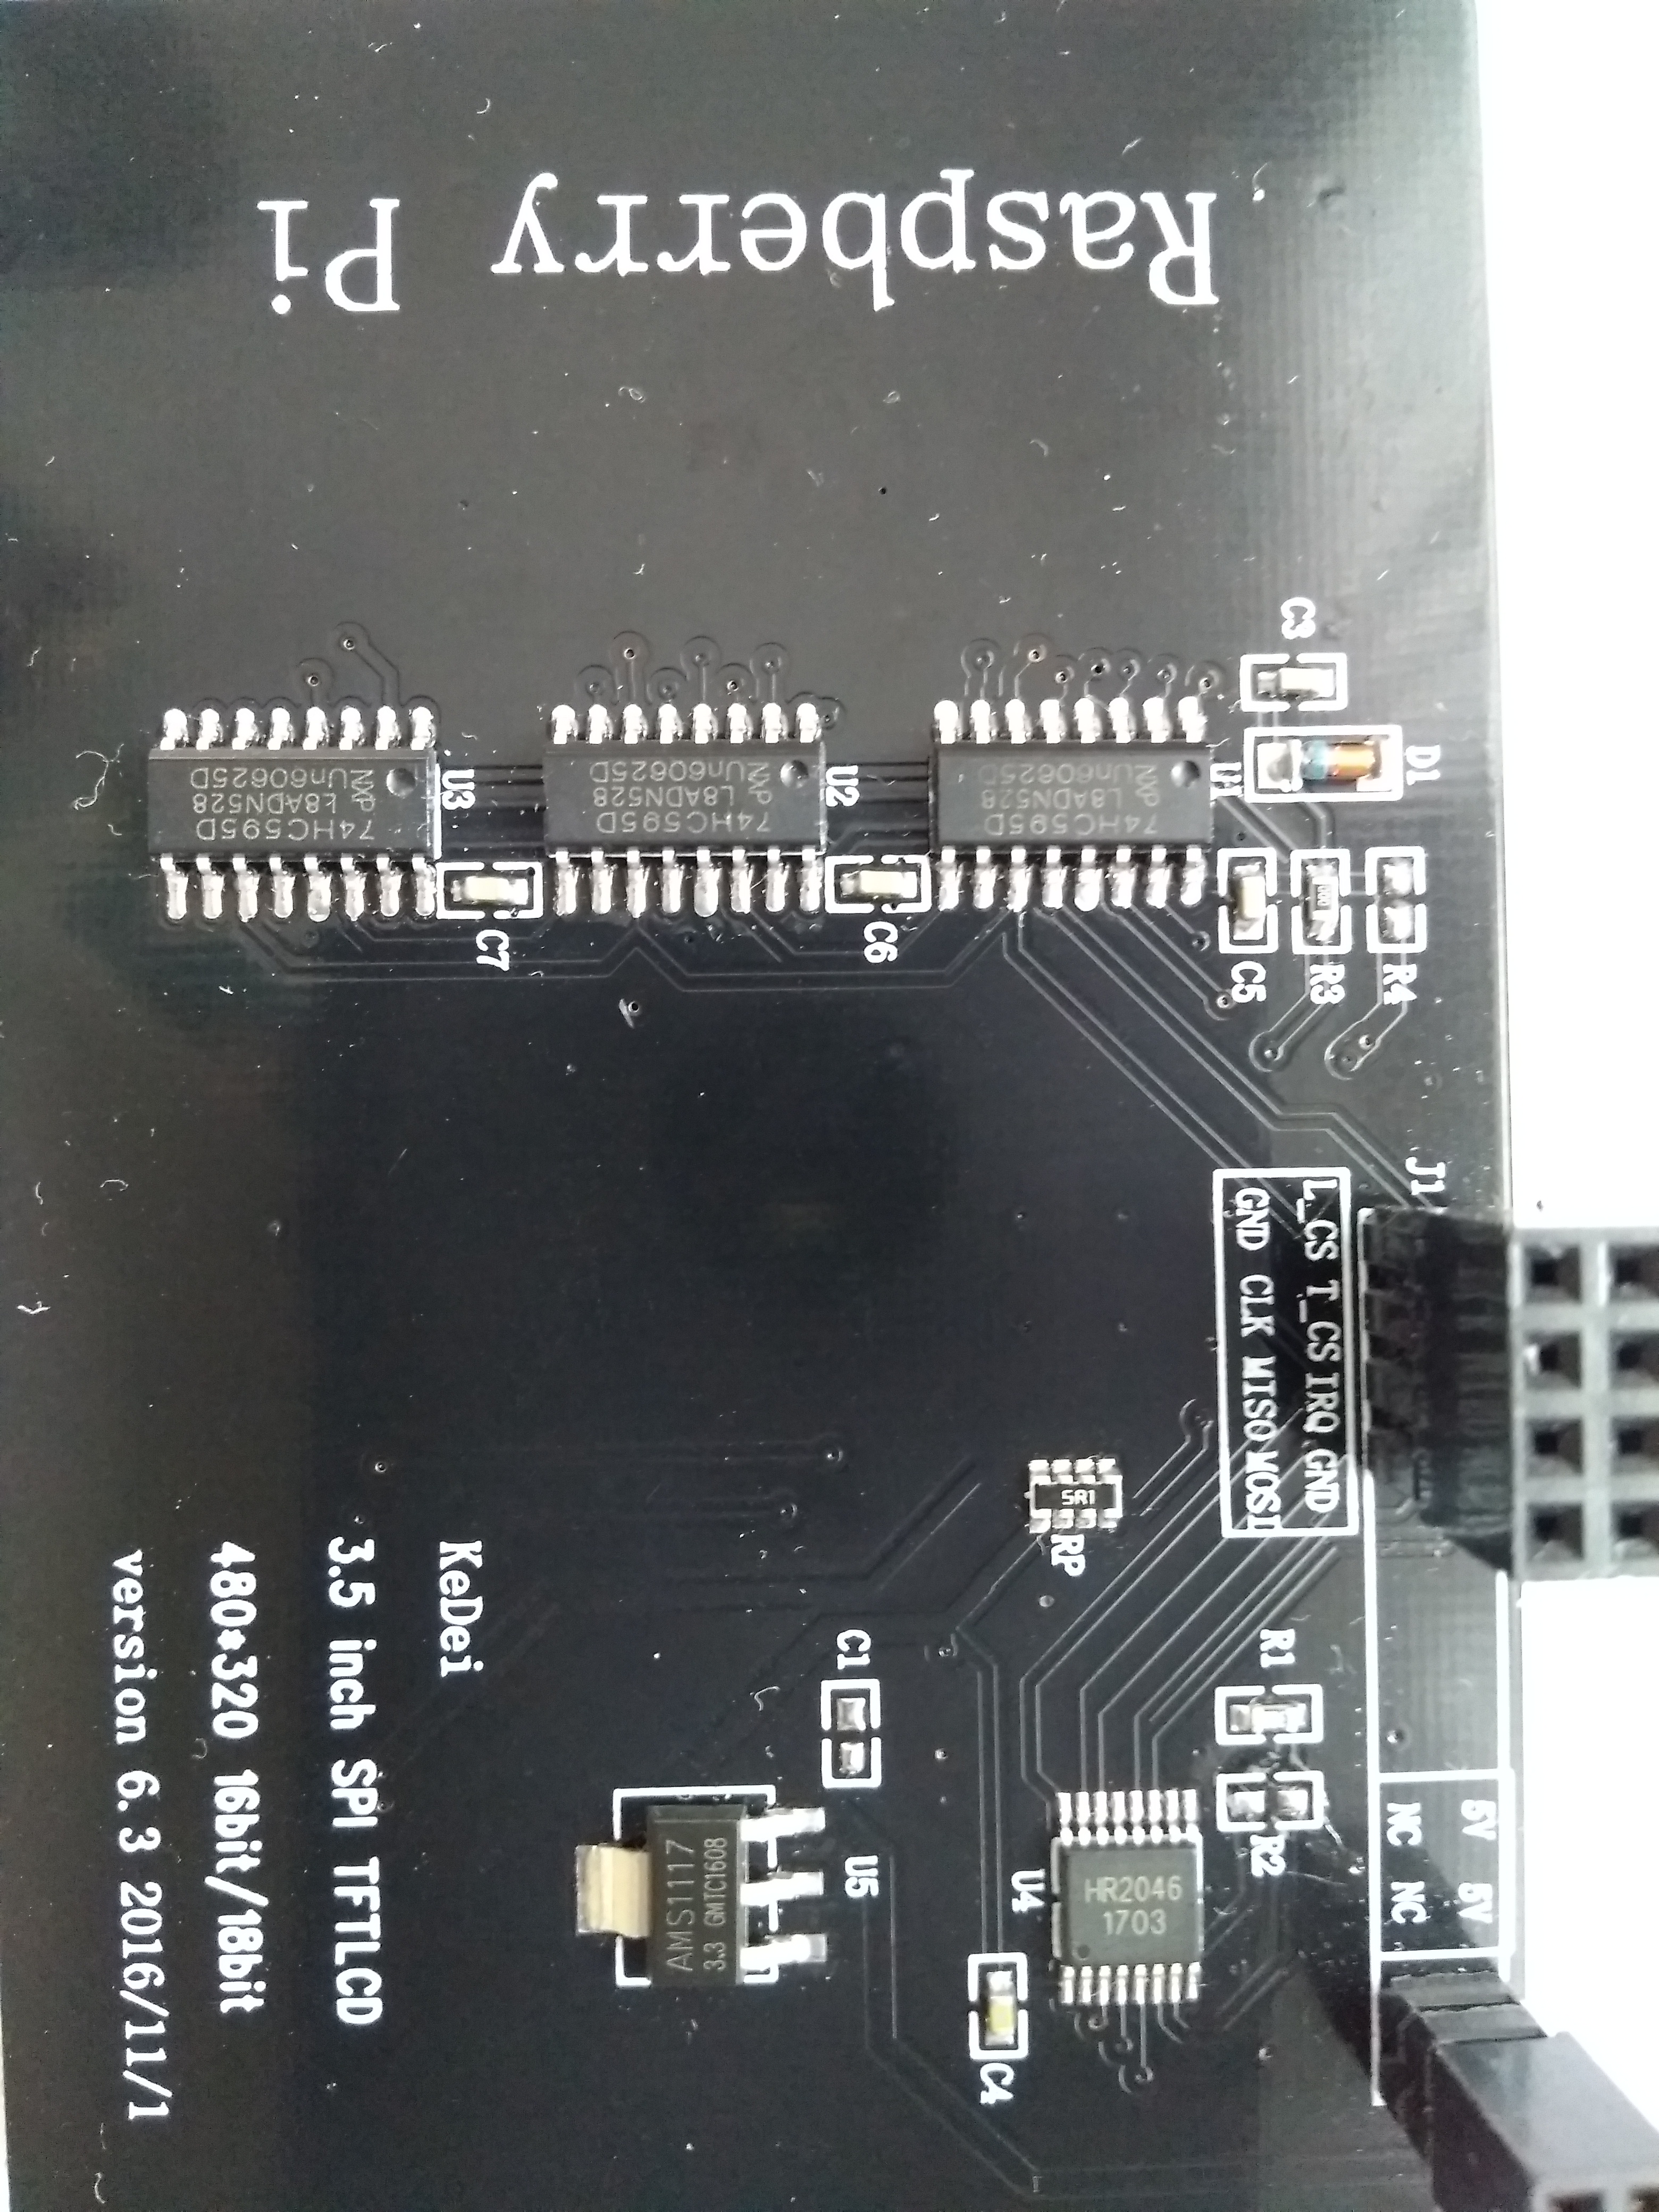 Raspberry Pi
C3
D1
U3
U2
U1
74HC595D
L8ADN528
Un60625D
74HC595D
L8ADN528
Un60625D
74HC595D
L8ADN528
Un60625D
C7
C6
C5
R3
R4
J1
L_CS T_CS IRQ GND
GND CLK MISO MOSI
5R1
RP
R1
R2
C1
5V 5V
NC NC
U4
HR2046
1703
U5
AMS1117
3.3 GMTC1608
C4
KeDei
3.5 inch SPI TFTLCD
480*320 16bit/18bit
version 6.3 2016/11/1